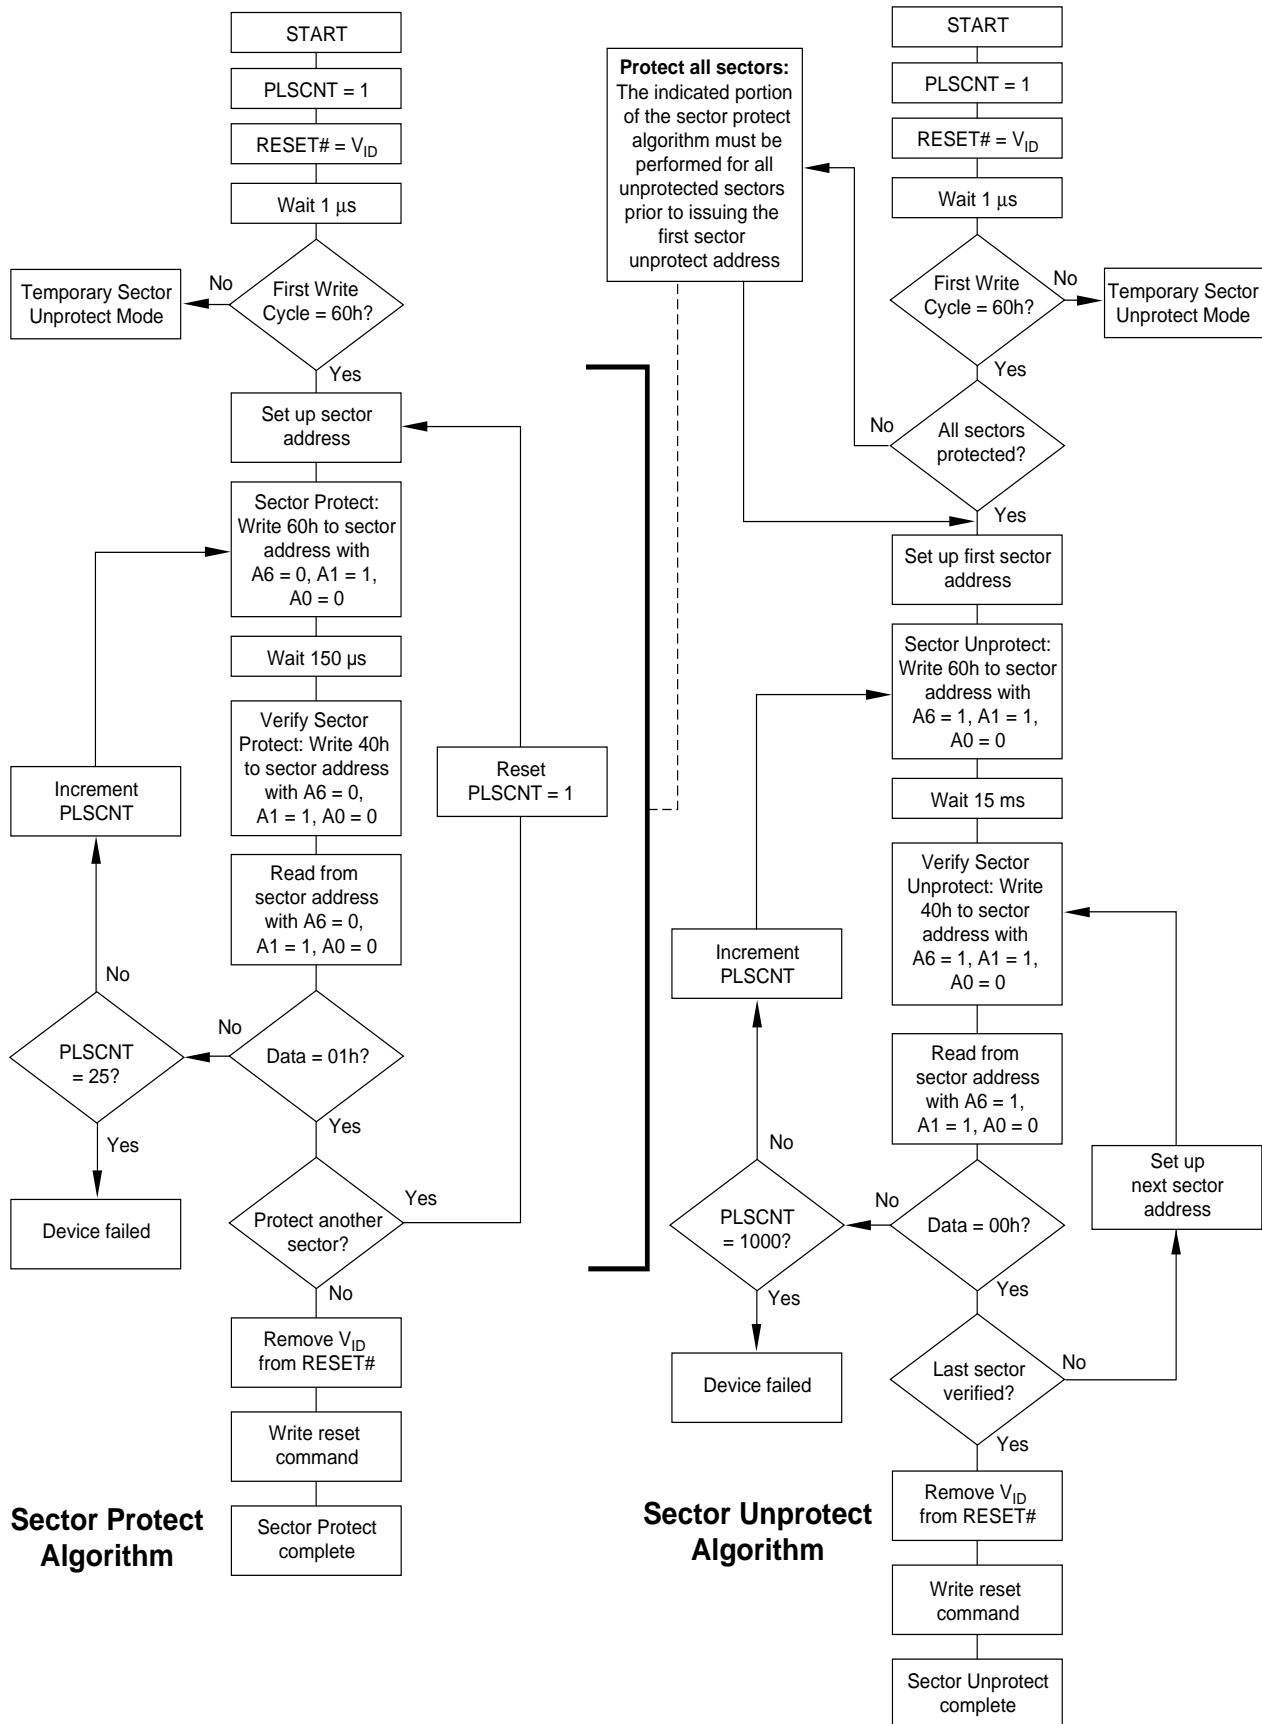 START
PLSCNT = 1
RESET# = VID
Wait 1 μs
First Write
Cycle = 60h?
No
Temporary Sector
Unprotect Mode
Yes
Set up sector
address
Sector Protect:
Write 60h to sector
address with
A6 = 0, A1 = 1,
A0 = 0
Wait 150 µs
Verify Sector
Protect: Write 40h
to sector address
with A6 = 0,
A1 = 1, A0 = 0
Increment
PLSCNT
Reset
PLSCNT = 1
Read from
sector address
with A6 = 0,
A1 = 1, A0 = 0
No
No
PLSCNT
= 25?
Data = 01h?
Yes
Yes
Device failed
Protect another
sector?
Yes
No
Remove VID
from RESET#
Write reset
command
Sector Protect
complete
Sector Protect
Algorithm
Protect all sectors:
The indicated portion
of the sector protect
algorithm must be
performed for all
unprotected sectors
prior to issuing the
first sector
unprotect address
START
PLSCNT = 1
RESET# = VID
Wait 1 μs
First Write
Cycle = 60h?
No
Temporary Sector
Unprotect Mode
Yes
No
All sectors
protected?
Yes
Set up first sector
address
Sector Unprotect:
Write 60h to sector
address with
A6 = 1, A1 = 1,
A0 = 0
Wait 15 ms
Verify Sector
Unprotect: Write
40h to sector
address with
A6 = 1, A1 = 1,
A0 = 0
Increment
PLSCNT
Read from
sector address
with A6 = 1,
A1 = 1, A0 = 0
No
No
PLSCNT
= 1000?
Data = 00h?
Set up
next sector
address
Yes
Yes
Device failed
Last sector
verified?
No
Yes
Remove VID
from RESET#
Write reset
command
Sector Unprotect
complete
Sector Unprotect
Algorithm